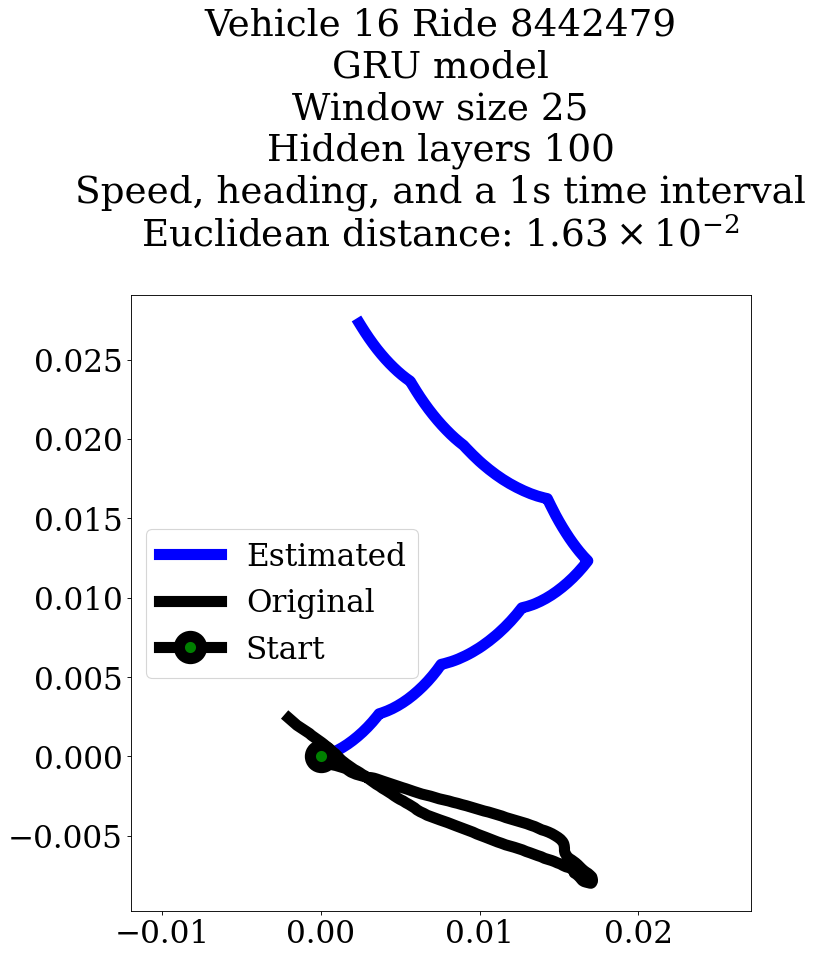 Vehicle 16 Ride 8442479
GRU model
Window size 25
Hidden layers 100
Speed, heading, and a 1s time interval
Euclidean distance: 1.63 × 10⁻²
0.025
0.020
0.015
0.010
0.005
0.000
−0.005
Estimated
Original
Start
−0.01 0.00 0.01 0.02